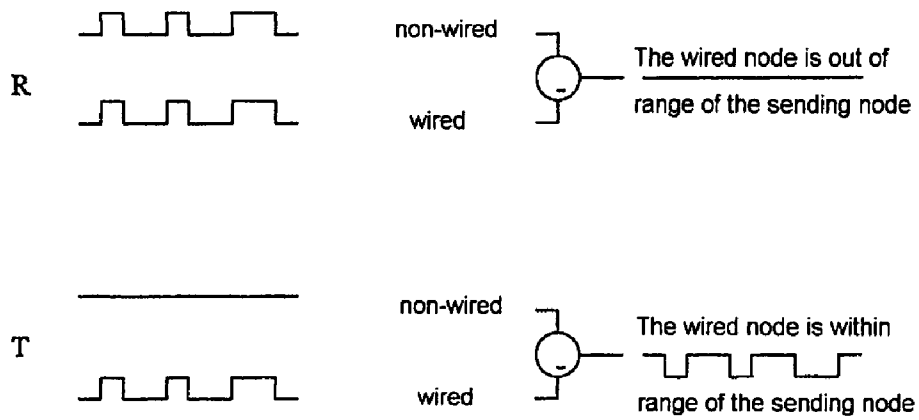 non-wired
The wired node is out of
R
range of the sending node
wired
non-wired
The wired node is within
T
wired
range of the sending node